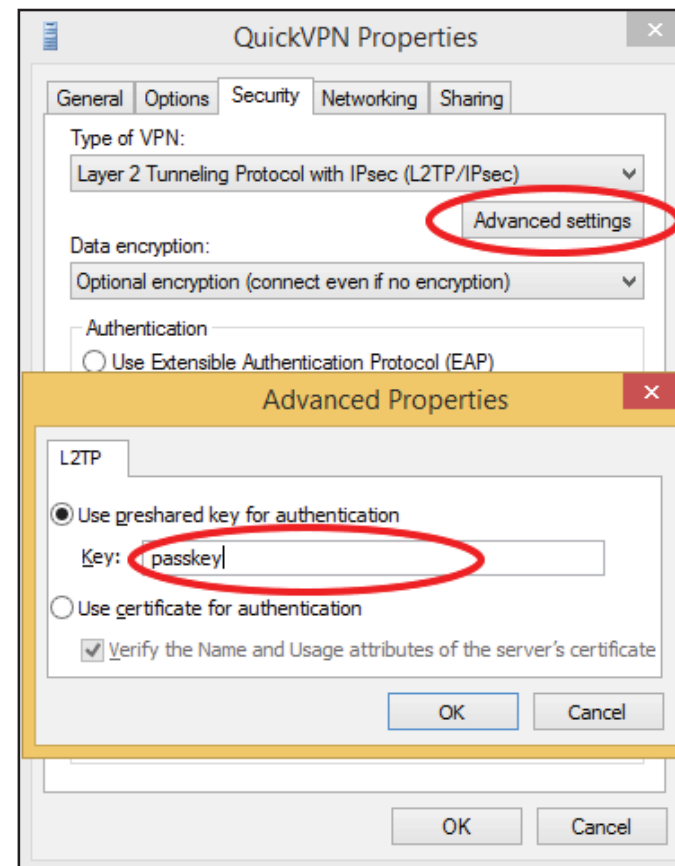 QuickVPN Properties
General Options Security Networking Sharing
Type of VPN:
Layer 2 Tunneling Protocol with IPsec (L2TP/IPsec)
Advanced settings
Data encryption:
Optional encryption (connect even if no encryption)
Authentication
Use Extensible Authentication Protocol (EAP)
Advanced Properties
L2TP
Use preshared key for authentication
Key: passkey
Use certificate for authentication
Verify the Name and Usage attributes of the server's certificate
OK Cancel
OK Cancel